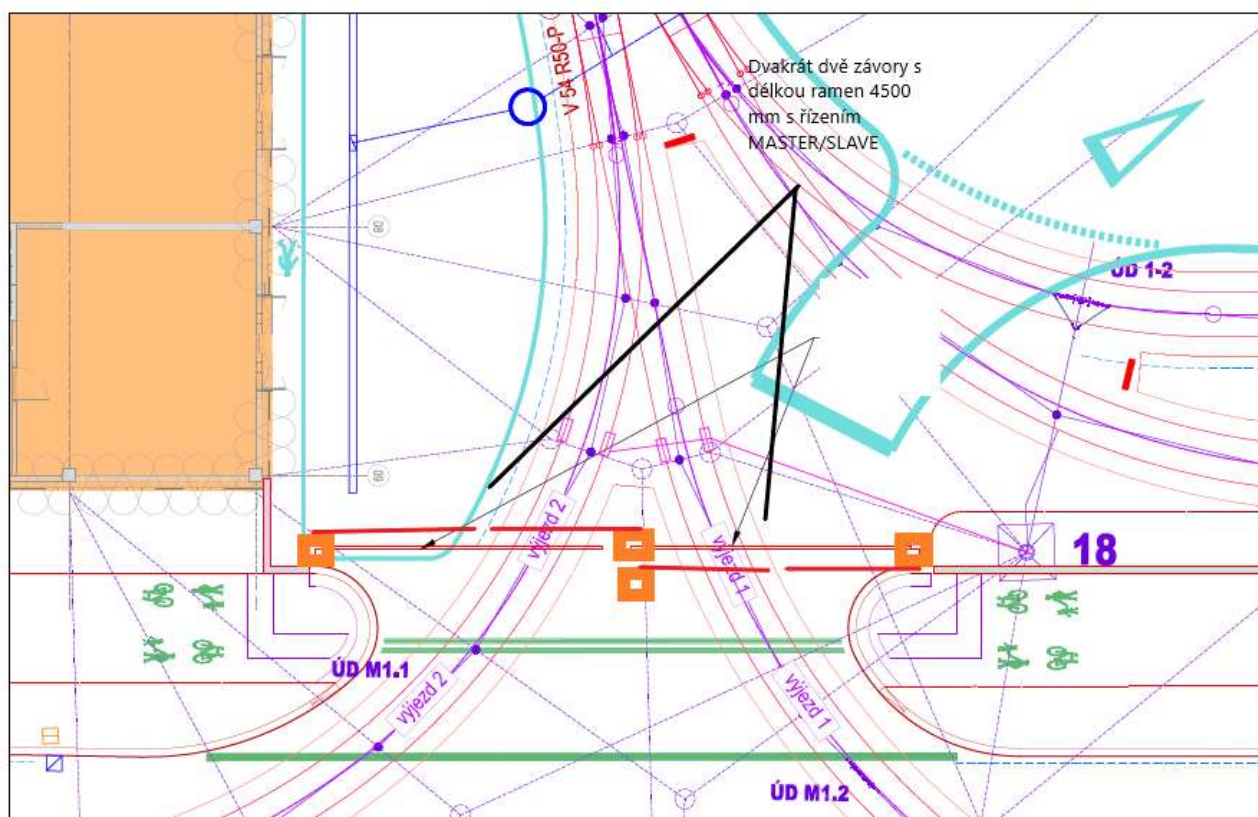 V 54 R50-P
Dvakrát dvě závory s
délkou ramen 4500
mm s řízením
MASTER/SLAVE
ÚD 1-2
výjezd 2
výjezd 1
18
ÚD M1.1
výjezd 2
výjezd 1
ÚD M1.2